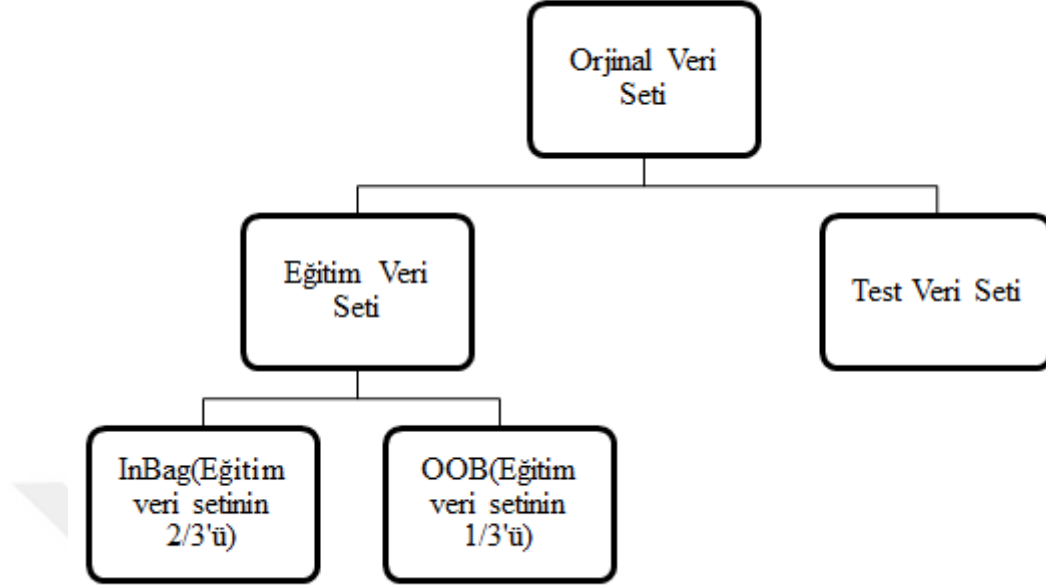 Orjinal Veri
Seti
Eğitim Veri
Seti
Test Veri Seti
InBag(Eğitim
veri setinin
2/3'ü)
OOB(Eğitim
veri setinin
1/3'ü)